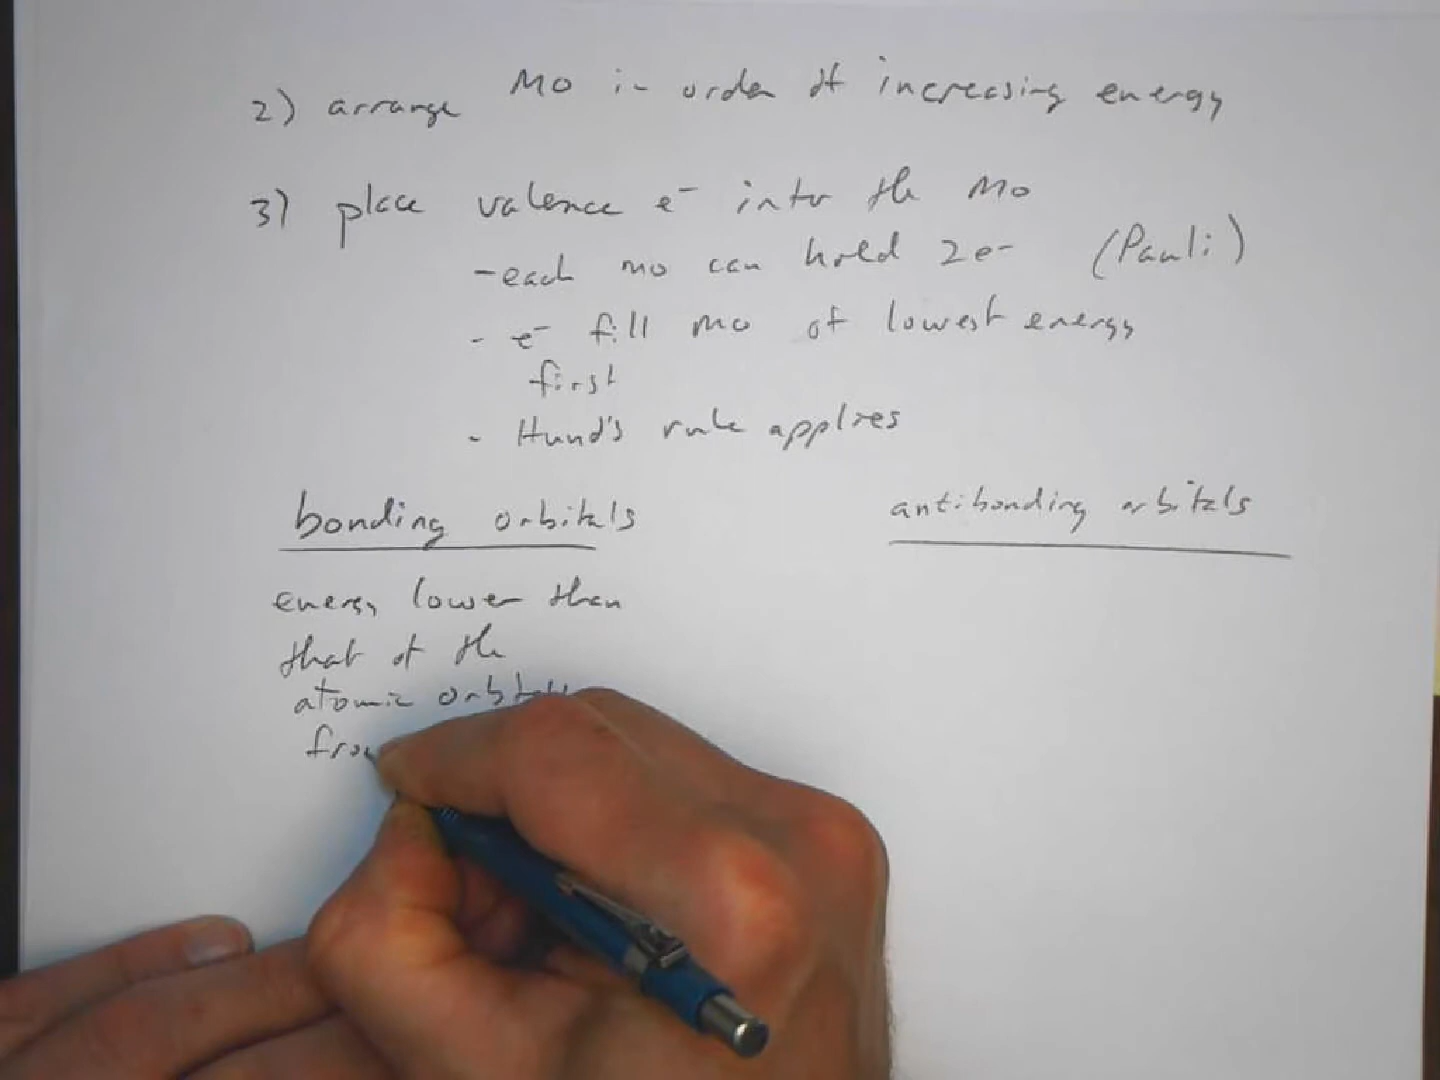 2) arrange MO in order of increasing energy
3) place valence e⁻ into the MO
- each MO can hold 2e⁻ (Pauli)
- e⁻ fill MO of lowest energy
first
- Hund's rule applies
bonding orbitals
antibonding orbitals
energy lower than
that of the
atomic orbitals